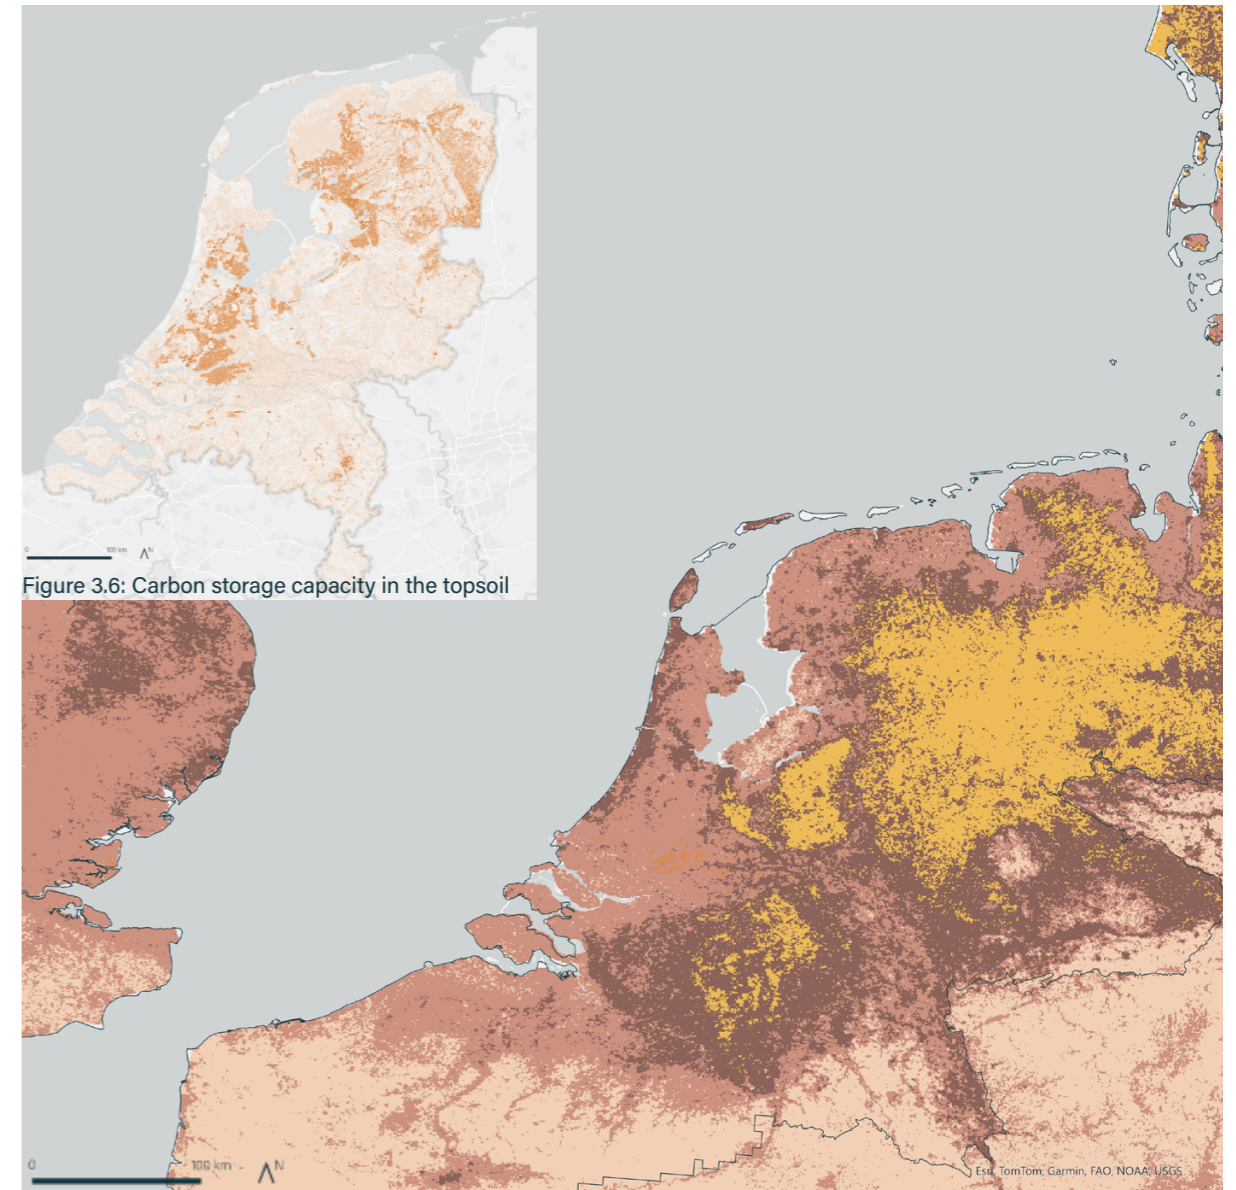 0 100 km N
Figure 3.6: Carbon storage capacity in the topsoil
0 100 km N
Esri, TomTom, Garmin, FAO, NOAA, USGS